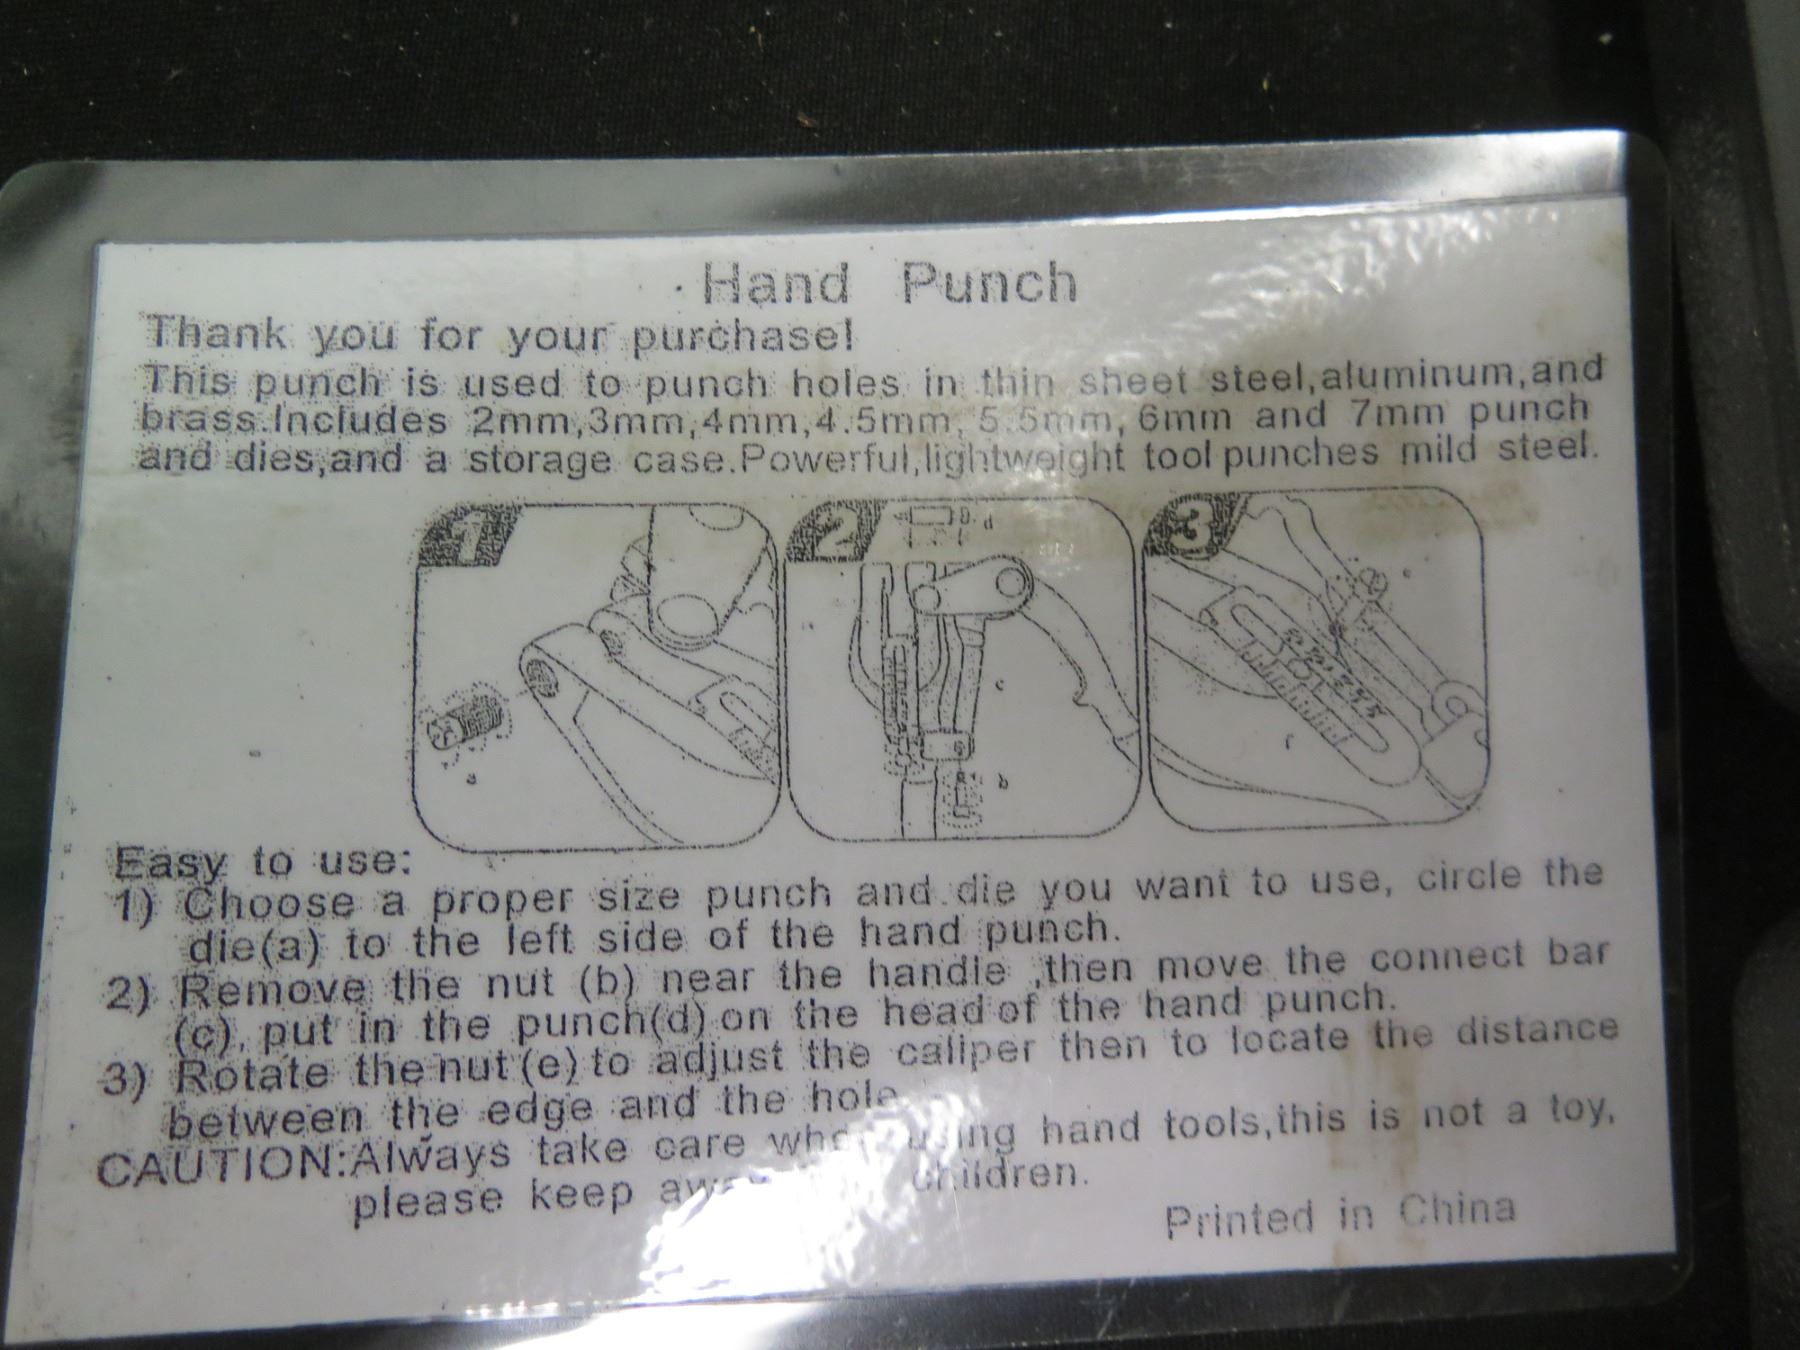 Hand Punch
Thank you for your purchase!
This punch is used to punch holes in thin sheet steel,aluminum,and
brass.Includes 2mm,3mm,4mm,4.5mm, 5.5mm, 6mm and 7mm punch
and dies,and a storage case.Powerful,lightweight tool punches mild steel.
1
2
3
d
a
c
b
e
f
Easy to use:
1) Choose a proper size punch and die you want to use, circle the
die(a) to the left side of the hand punch.
2) Remove the nut (b) near the handle ,then move the connect bar
(c), put in the punch(d) on the head of the hand punch.
3) Rotate the nut (e) to adjust the caliper then to locate the distance
between the edge and the hole
CAUTION:Always take care when using hand tools,this is not a toy,
please keep away children.
Printed in China